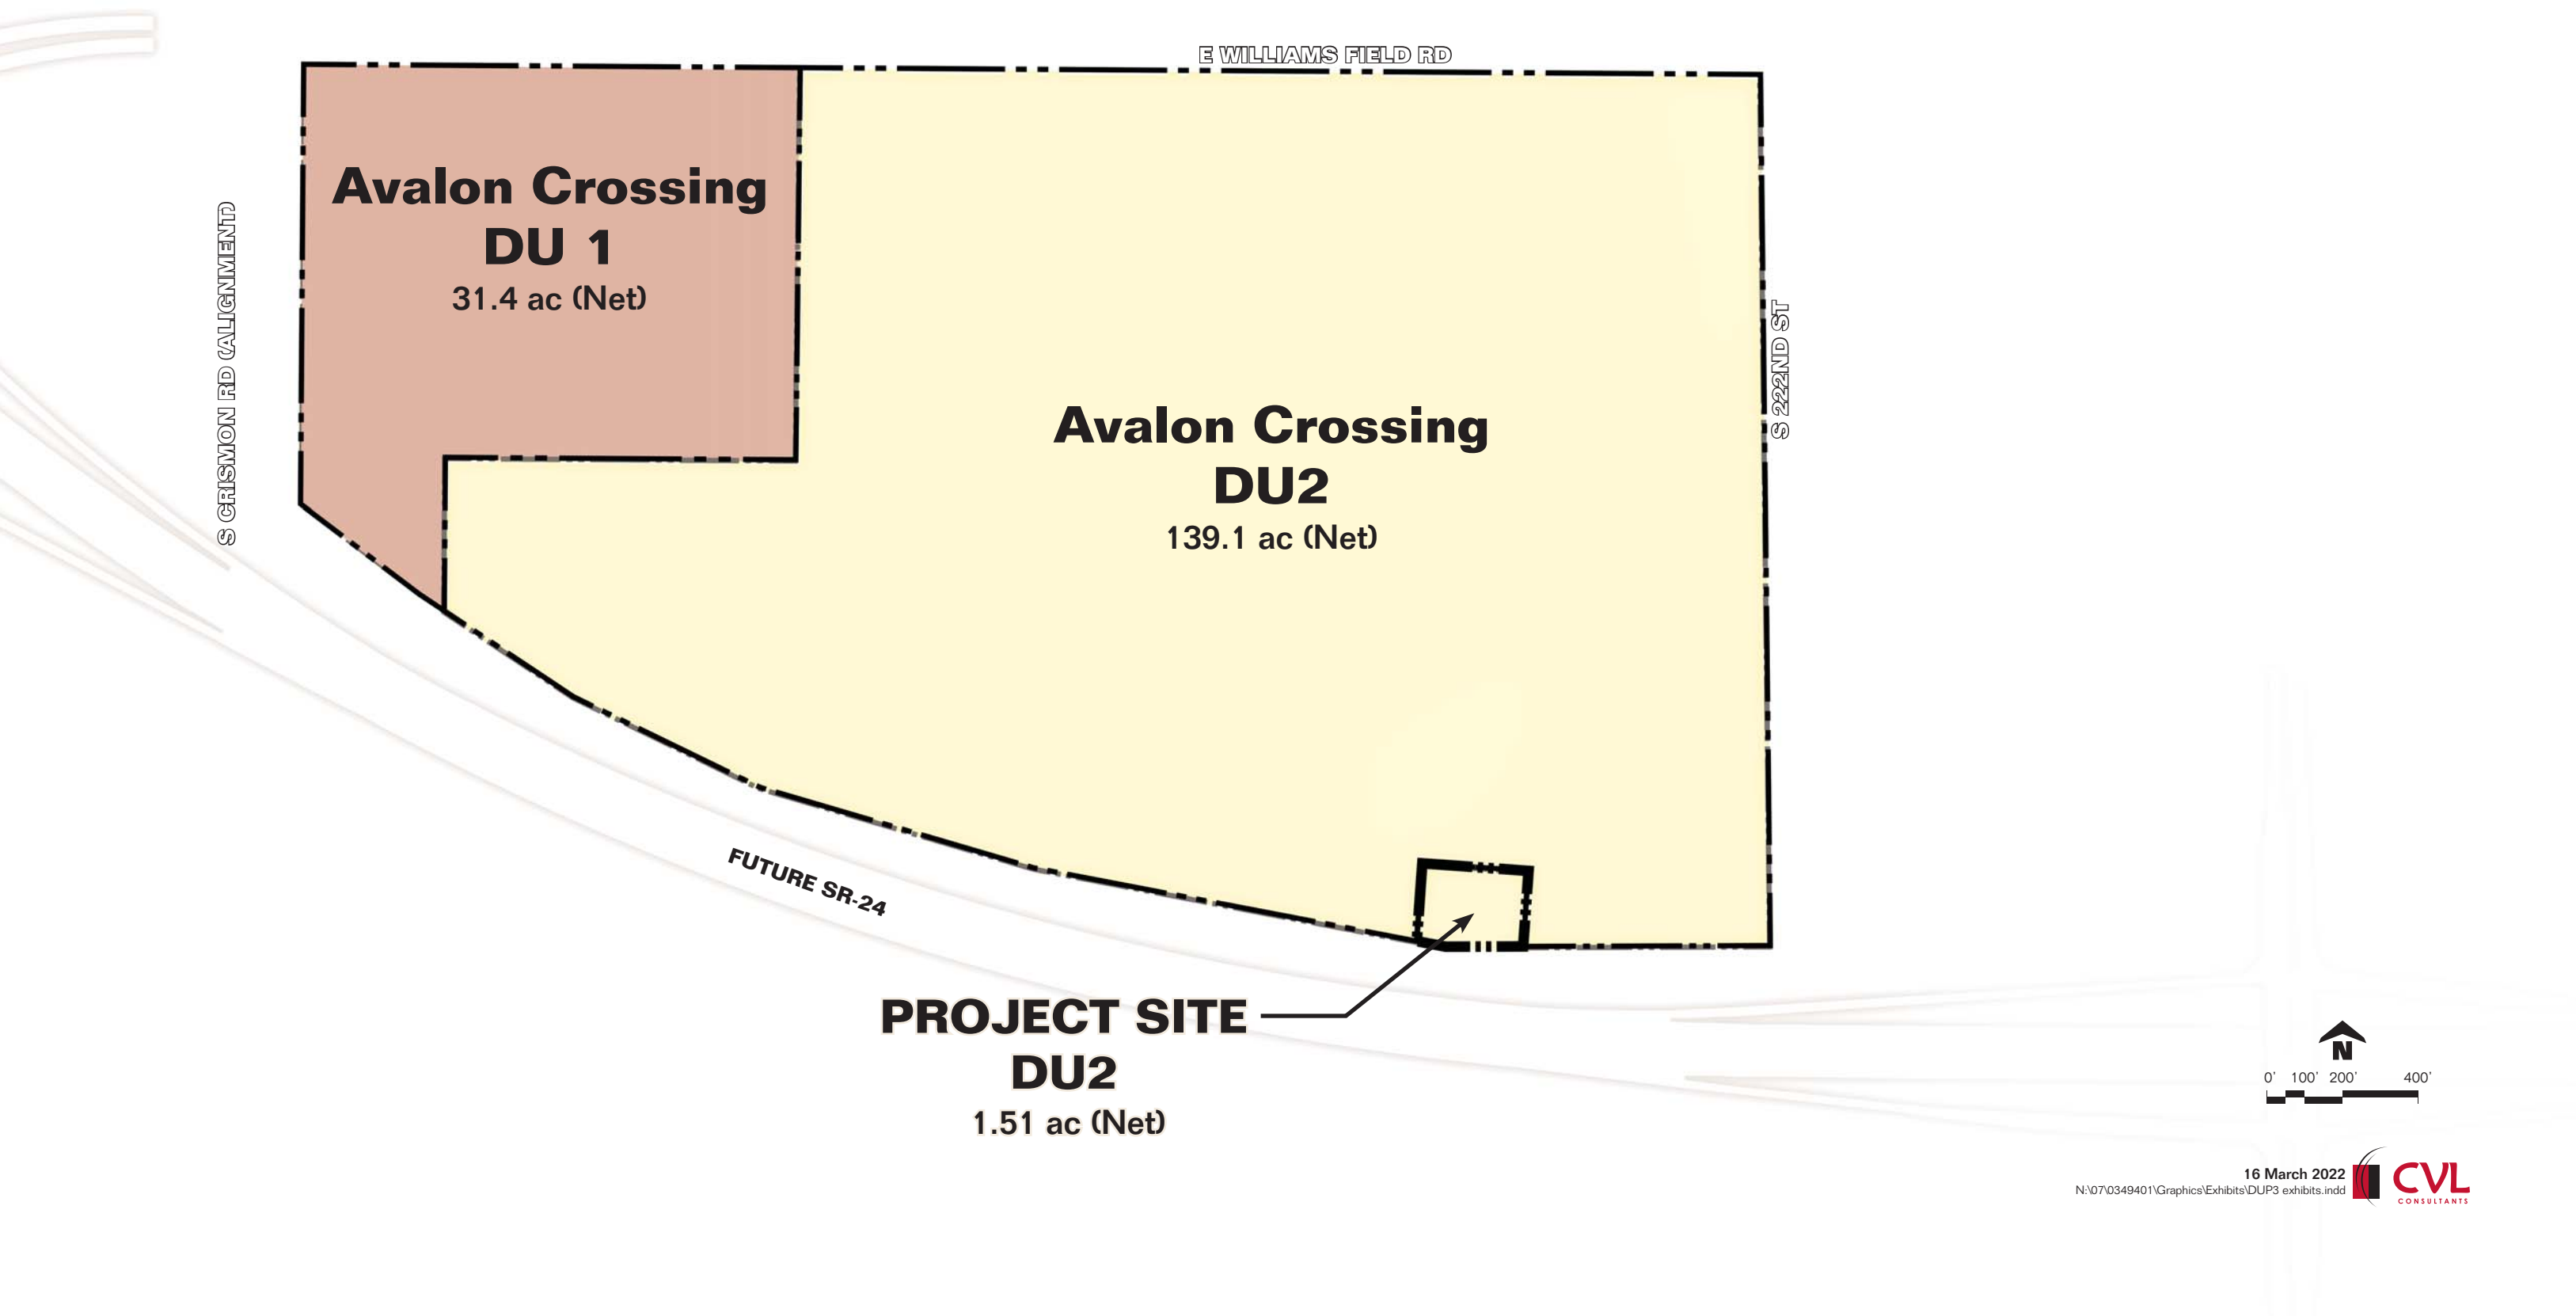 E WILLIAMS FIELD RD
Avalon Crossing
DU 1
31.4 ac (Net)
S CRISMON RD (ALIGNMENT)
S 222ND ST
Avalon Crossing
DU2
139.1 ac (Net)
FUTURE SR-24
PROJECT SITE
DU2
1.51 ac (Net)
N
0' 100' 200' 400'
16 March 2022
N:\07\0349401\Graphics\Exhibits\DUP3 exhibits.indd
CVL
CONSULTANTS